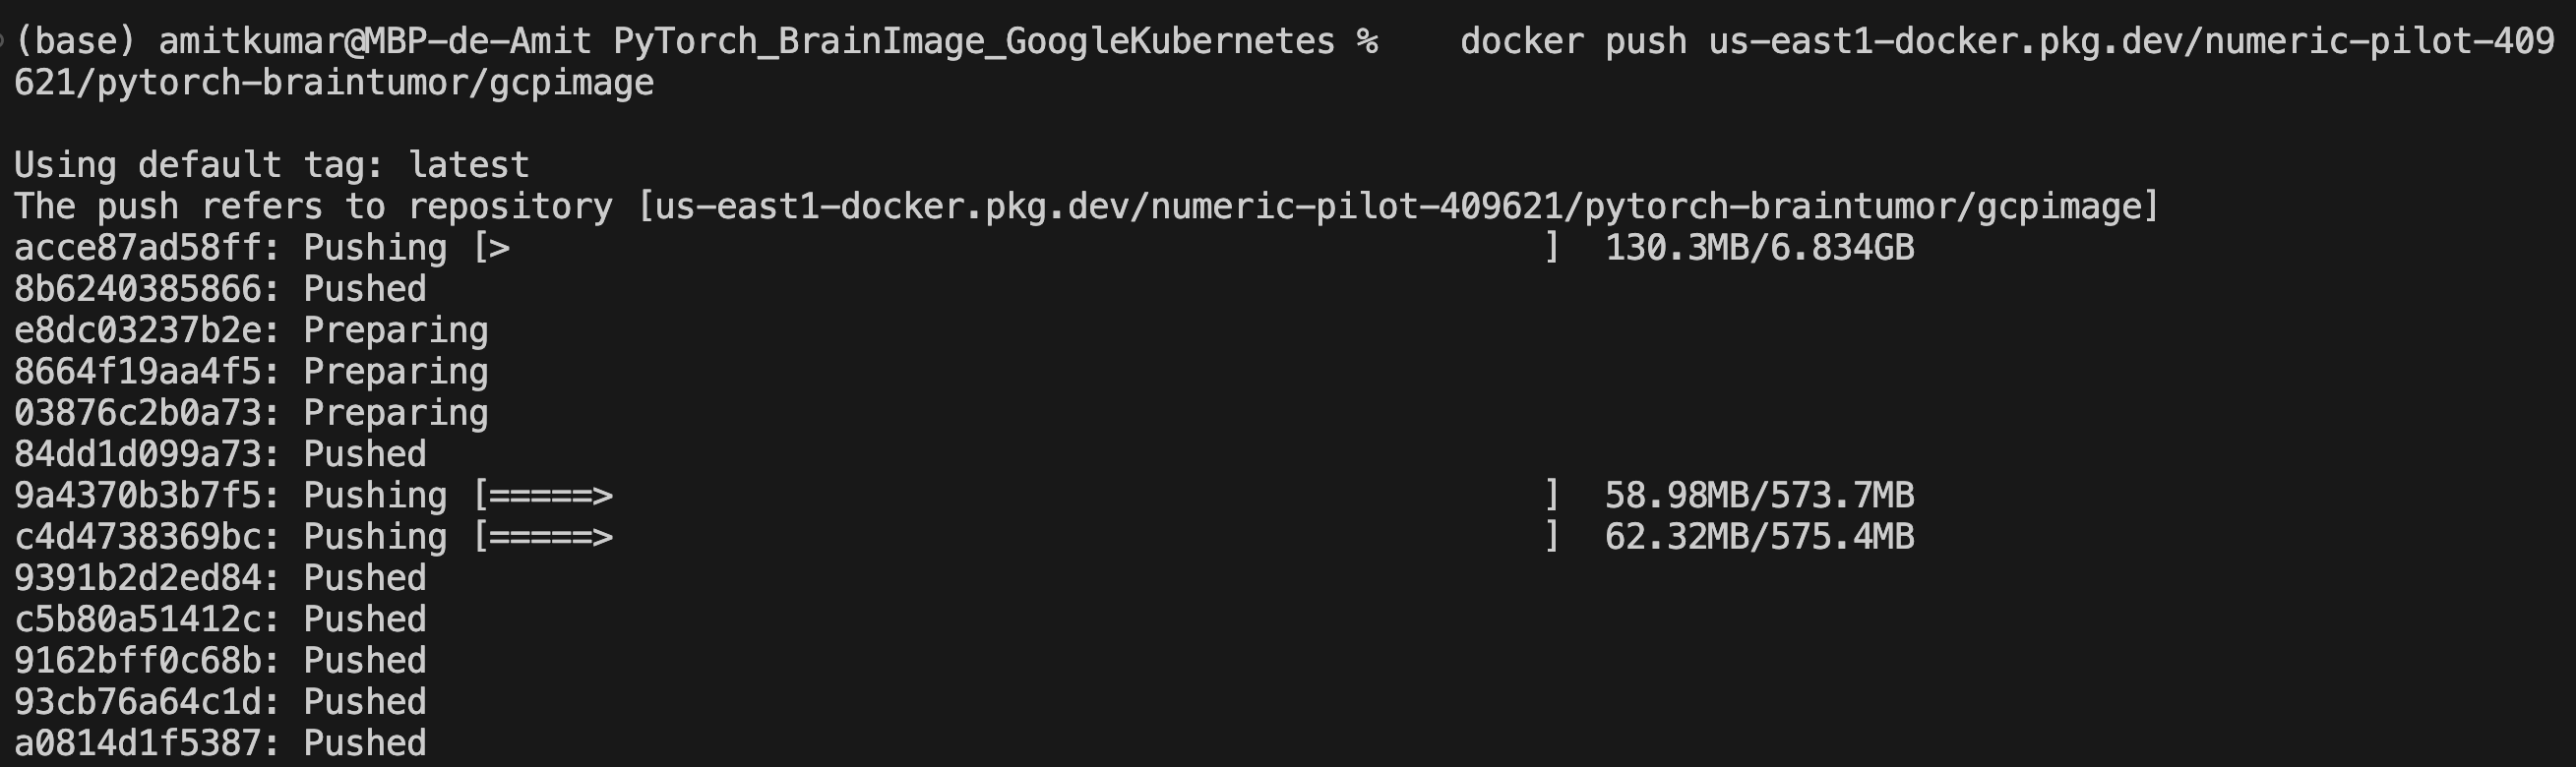 (base) amitkumar@MBP-de-Amit PyTorch_BrainImage_GoogleKubernetes %    docker push us-east1-docker.pkg.dev/numeric-pilot-409
621/pytorch-braintumor/gcpimage
Using default tag: latest
The push refers to repository [us-east1-docker.pkg.dev/numeric-pilot-409621/pytorch-braintumor/gcpimage]
acce87ad58ff: Pushing [>                                                  ]  130.3MB/6.834GB
8b6240385866: Pushed
e8dc03237b2e: Preparing
8664f19aa4f5: Preparing
03876c2b0a73: Preparing
84dd1d099a73: Pushed
9a4370b3b7f5: Pushing [=====>                                             ]  58.98MB/573.7MB
c4d4738369bc: Pushing [=====>                                             ]  62.32MB/575.4MB
9391b2d2ed84: Pushed
c5b80a51412c: Pushed
9162bff0c68b: Pushed
93cb76a64c1d: Pushed
a0814d1f5387: Pushed